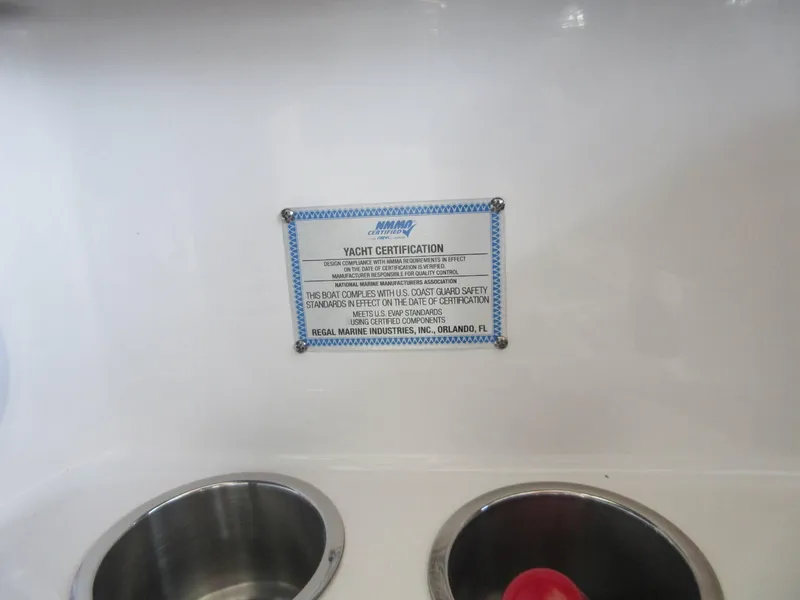 NMMA
CERTIFIED
YACHT CERTIFICATION
DESIGN COMPLIANCE WITH NMMA REQUIREMENTS IN EFFECT
ON THE DATE OF CERTIFICATION IS VERIFIED.
MANUFACTURER RESPONSIBLE FOR QUALITY CONTROL
NATIONAL MARINE MANUFACTURERS ASSOCIATION
THIS BOAT COMPLIES WITH U.S. COAST GUARD SAFETY
STANDARDS IN EFFECT ON THE DATE OF CERTIFICATION
MEETS U.S. EVAP STANDARDS
USING CERTIFIED COMPONENTS
REGAL MARINE INDUSTRIES, INC., ORLANDO, FL